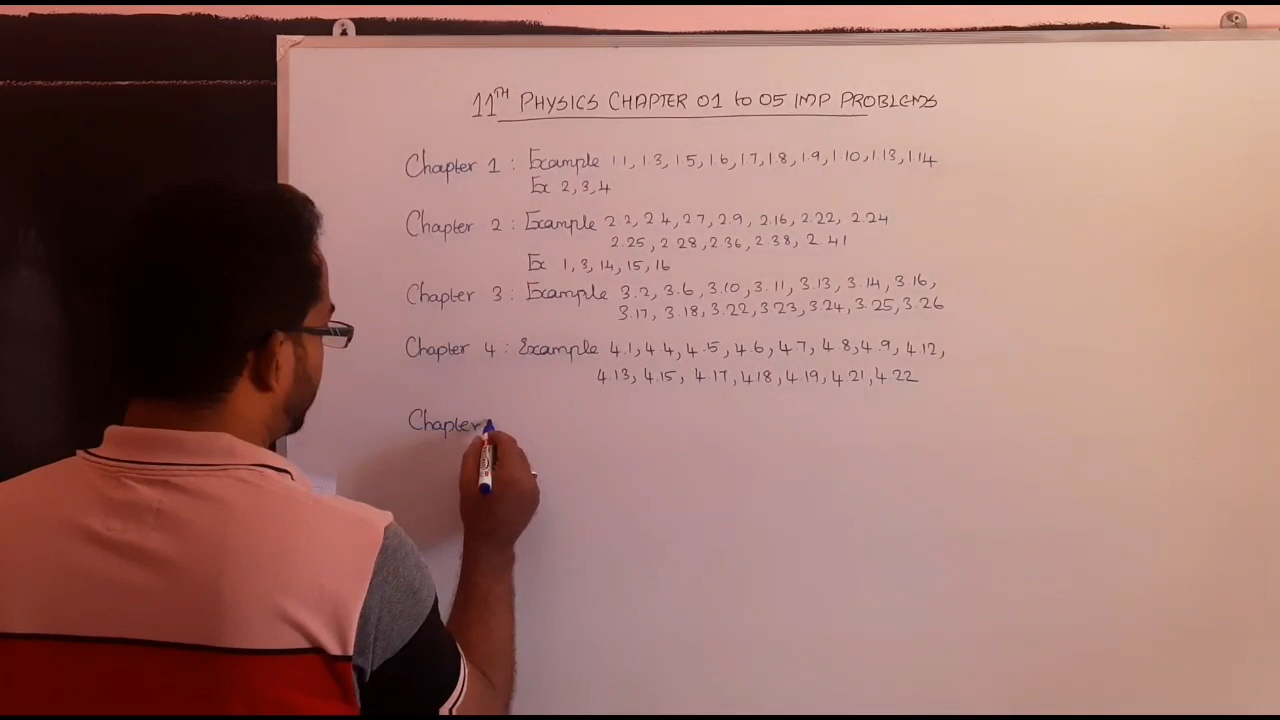 11TH PHYSICS CHAPTER 01 to 05 IMP PROBLEMS
Chapter 1 : Example 1.1, 1.3, 1.5, 1.6, 1.7, 1.8, 1.9, 1.10, 1.13, 1.14
Ex 2, 3, 4
Chapter 2 : Example 2.2, 2.4, 2.7, 2.9, 2.16, 2.22, 2.24
2.25, 2.28, 2.36, 2.38, 2.41
Ex 1, 3, 14, 15, 16
Chapter 3 : Example 3.2, 3.6, 3.10, 3.11, 3.13, 3.14, 3.16,
3.17, 3.18, 3.22, 3.23, 3.24, 3.25, 3.26
Chapter 4 : Example 4.1, 4.4, 4.5, 4.6, 4.7, 4.8, 4.9, 4.12,
4.13, 4.15, 4.17, 4.18, 4.19, 4.21, 4.22
Chapter